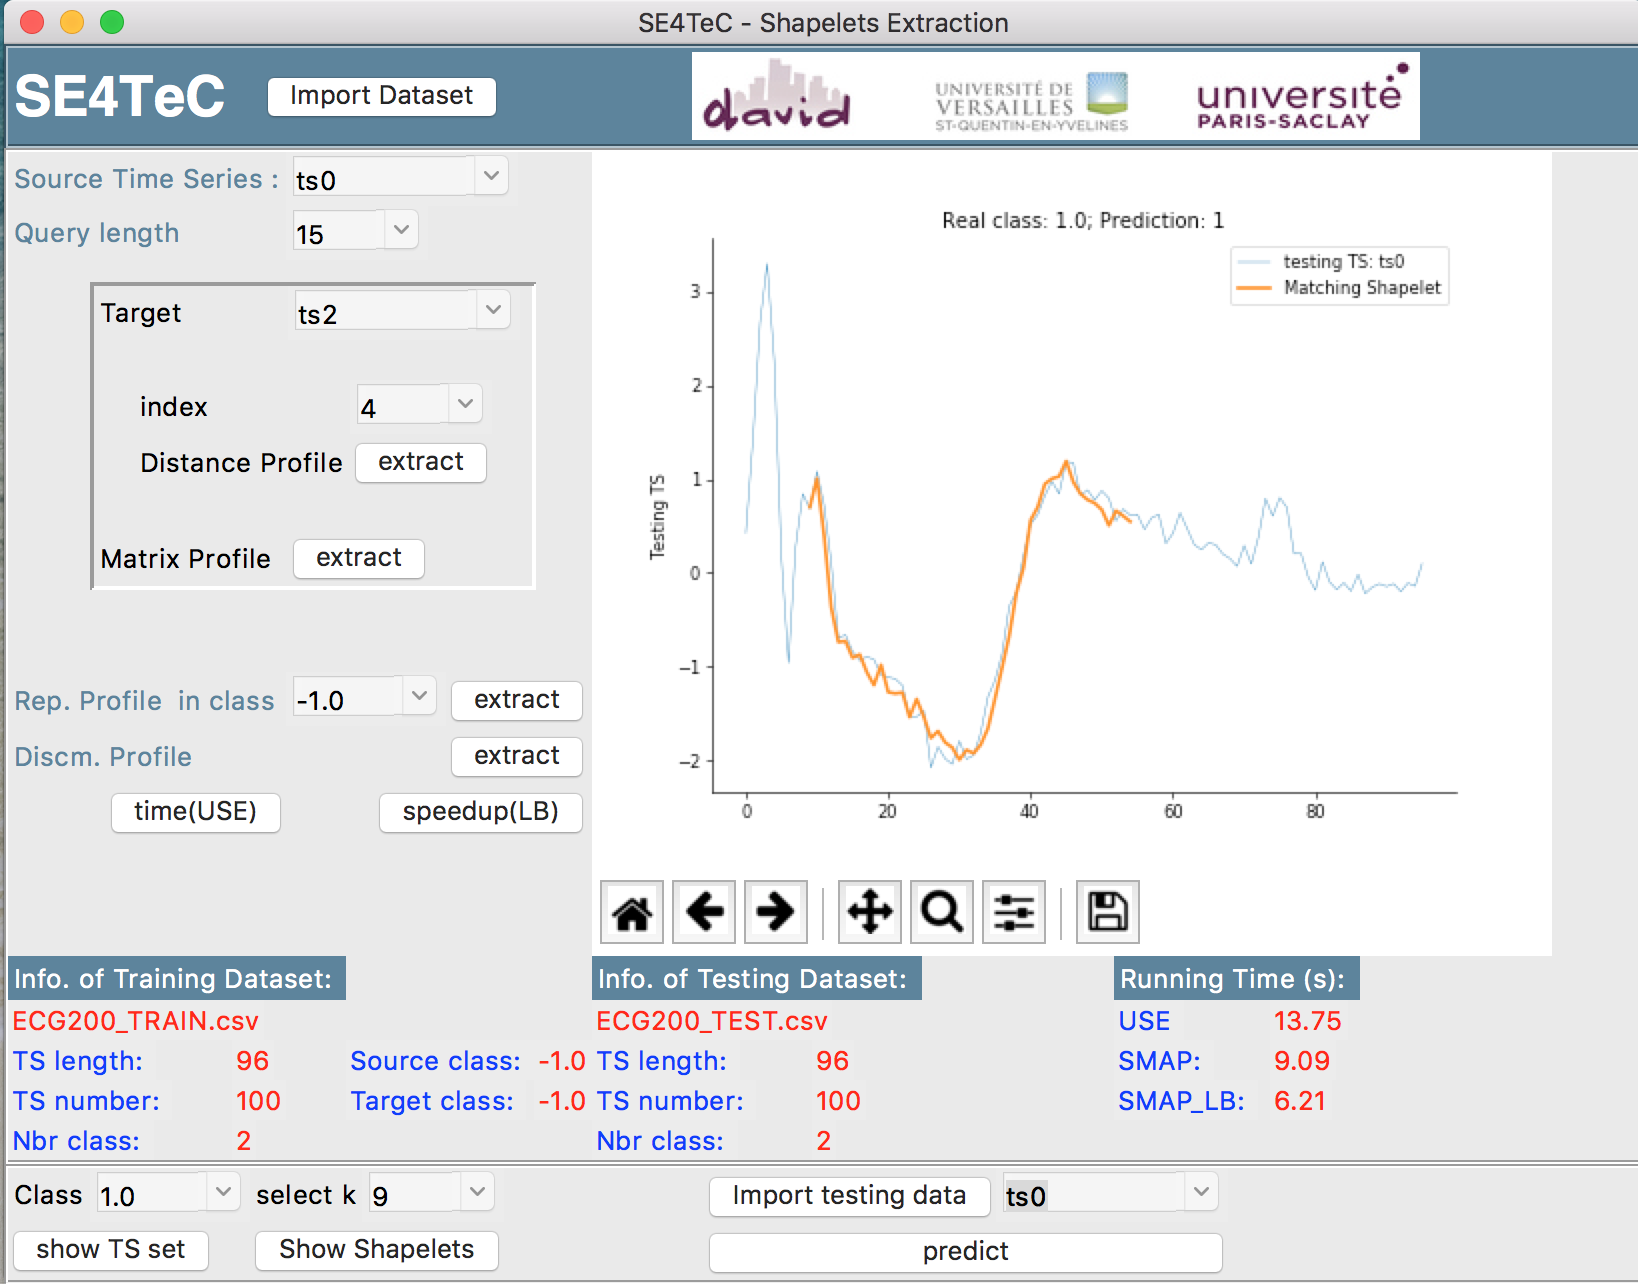 SE4TeC - Shapelets Extraction
SE4TeC
Import Dataset
david
UNIVERSITÉ DE
VERSAILLES
ST-QUENTIN-EN-YVELINES
université
PARIS-SACLAY
Source Time Series : ts0
Query length 15
Target ts2
index 4
Distance Profile extract
Matrix Profile extract
Rep. Profile in class -1.0 extract
Discm. Profile extract
time(USE) speedup(LB)
Real class: 1.0; Prediction: 1
testing TS: ts0
Matching Shapelet
Testing TS
3
2
1
0
−1
−2
0 20 40 60 80
Info. of Training Dataset:
ECG200_TRAIN.csv
TS length: 96 Source class: -1.0
TS number: 100 Target class: -1.0
Nbr class: 2
Info. of Testing Dataset:
ECG200_TEST.csv
TS length: 96
TS number: 100
Nbr class: 2
Running Time (s):
USE 13.75
SMAP: 9.09
SMAP_LB: 6.21
Class 1.0 select k 9
show TS set Show Shapelets
Import testing data ts0
predict